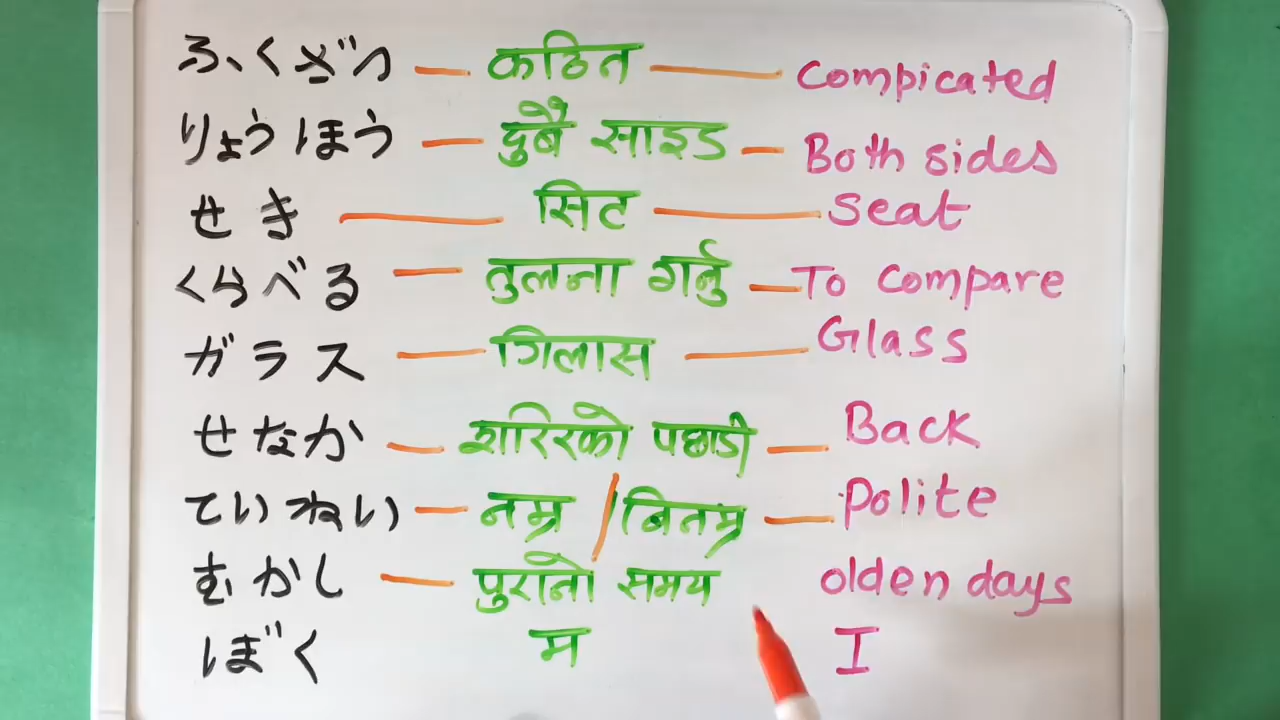 ふくざつ — कठित — Compicated
りょうほう — दुबै साइड — Both sides
せき — सिट — Seat
くらべる — तुलना गर्नु — To compare
ガラス — गिलास — Glass
せなか — शरिरको पछाडी — Back
ていねい — नम्र / बिनम्र — Polite
むかし — पुरानो समय olden days
ぼく म I